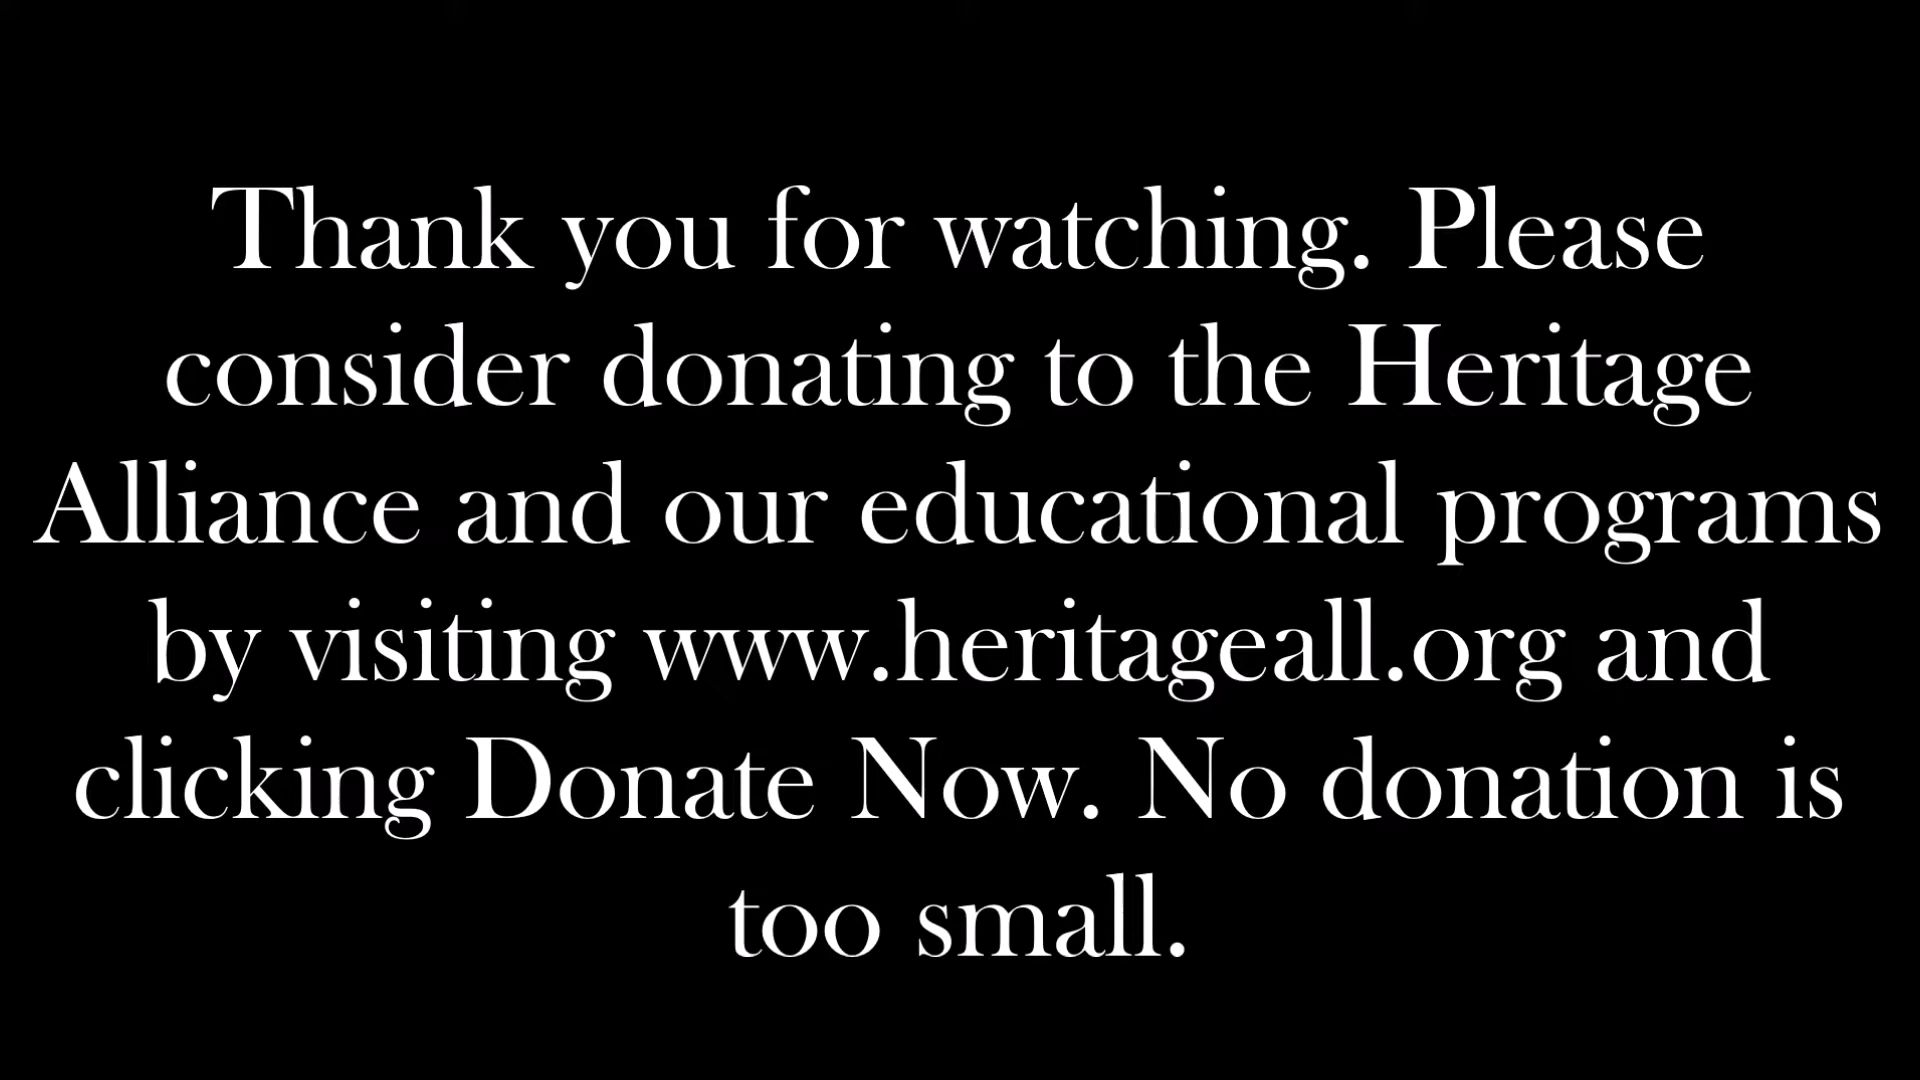 Thank you for watching. Please
consider donating to the Heritage
Alliance and our educational programs
by visiting www.heritageall.org and
clicking Donate Now. No donation is
too small.